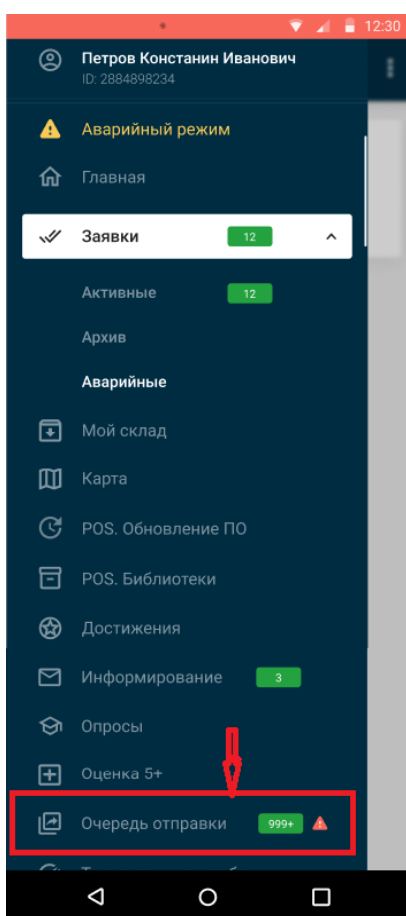 12:30
Петров Констанин Иванович
ID: 2884898234
Аварийный режим
Главная
Заявки 12
Активные 12
Архив
Аварийные
Мой склад
Карта
POS. Обновление ПО
POS. Библиотеки
Достижения
Информирование 3
Опросы
Оценка 5+
Очередь отправки 999+